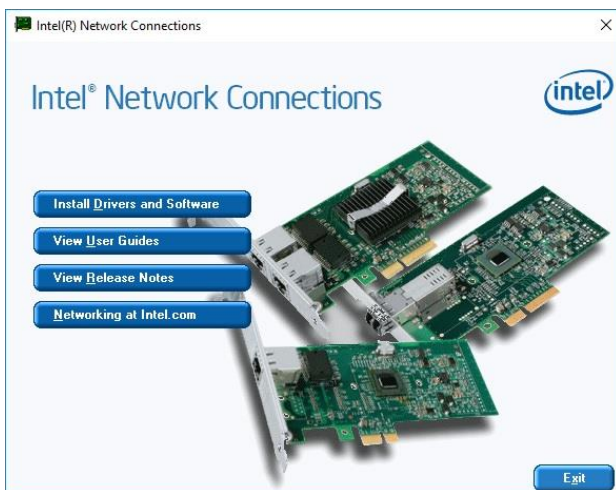 Intel(R) Network Connections
Intel® Network Connections
intel
Install Drivers and Software
View User Guides
View Release Notes
Networking at Intel.com
Exit